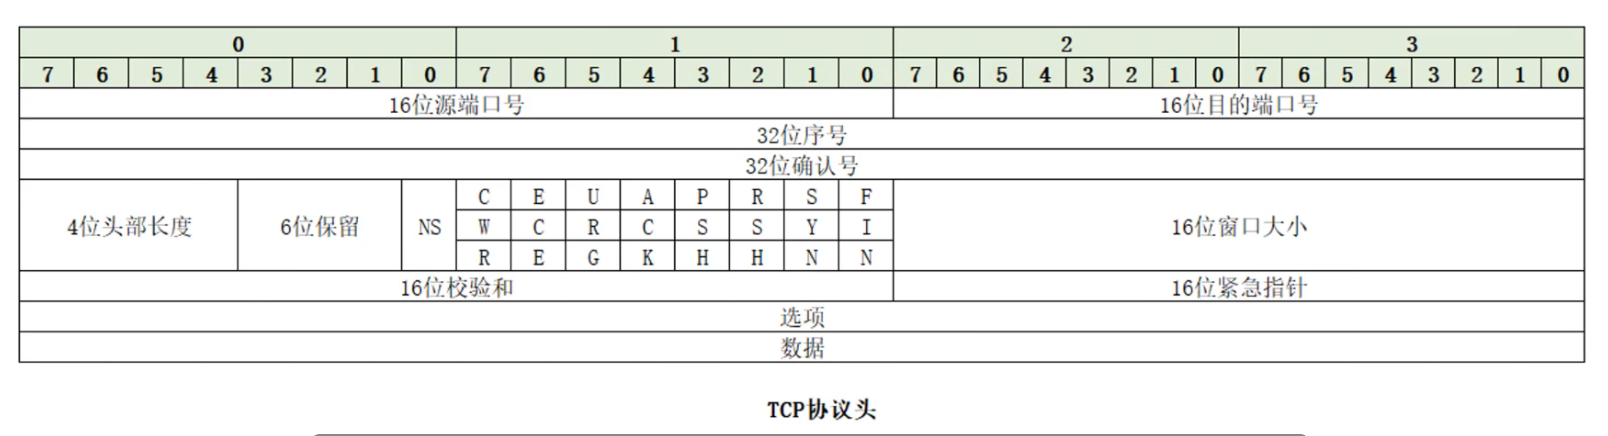 0 1 2 3
7 6 5 4 3 2 1 0 7 6 5 4 3 2 1 0 7 6 5 4 3 2 1 0 7 6 5 4 3 2 1 0
16位源端口号 16位目的端口号
32位序号
32位确认号
4位头部长度 6位保留 NS CWR ECE URG ACK PSH RSH SYN FIN 16位窗口大小
16位校验和 16位紧急指针
选项
数据
TCP协议头